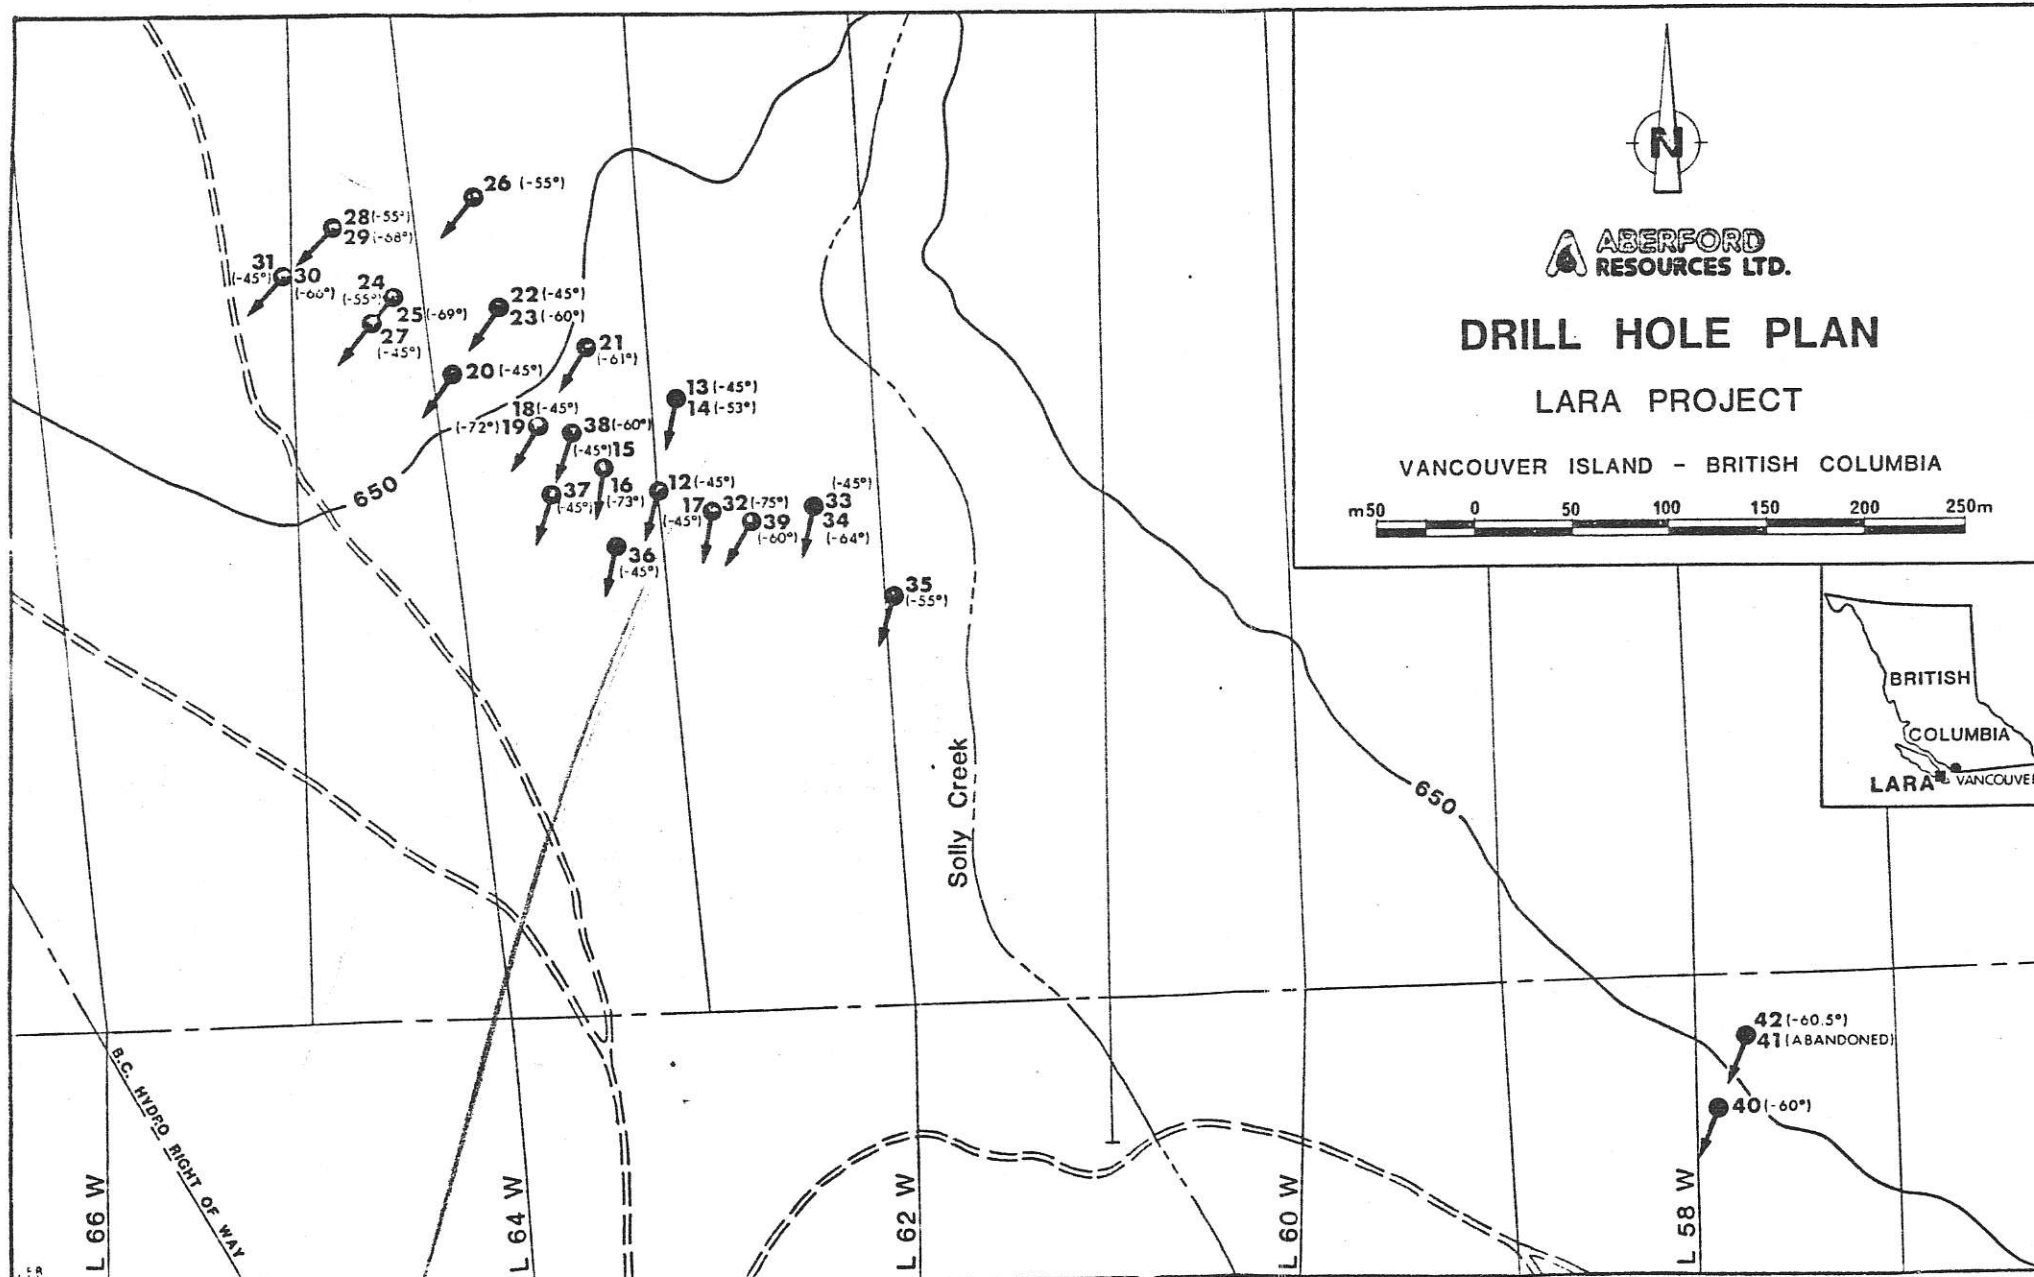 N
ABERFORD
RESOURCES LTD.
DRILL HOLE PLAN
LARA PROJECT
VANCOUVER ISLAND - BRITISH COLUMBIA
m50 0 50 100 150 200 250m
26 (-55°)
28 (-55°)
29 (-68°)
31
(-45°)
30
(-66°)
24
(-55°)
25 (-69°)
27
(-45°)
22 (-45°)
23 (-60°)
21
(-61°)
20 (-45°)
13 (-45°)
14 (-53°)
18 (-45°)
(-72°) 19
38 (-60°)
(-45°) 15
16
(-73°)
37
(-45°)
12 (-45°)
17
(-45°)
32 (-75°)
39
(-60°)
(-45°)
33
34
(-64°)
36
(-45°)
35
(-55°)
650
Solly Creek
650
BRITISH
COLUMBIA
LARA
VANCOUVER
42 (-60.5°)
41 (ABANDONED)
40 (-60°)
B.C. HYDRO RIGHT OF WAY
L 66 W
L 64 W
L 62 W
L 60 W
L 58 W